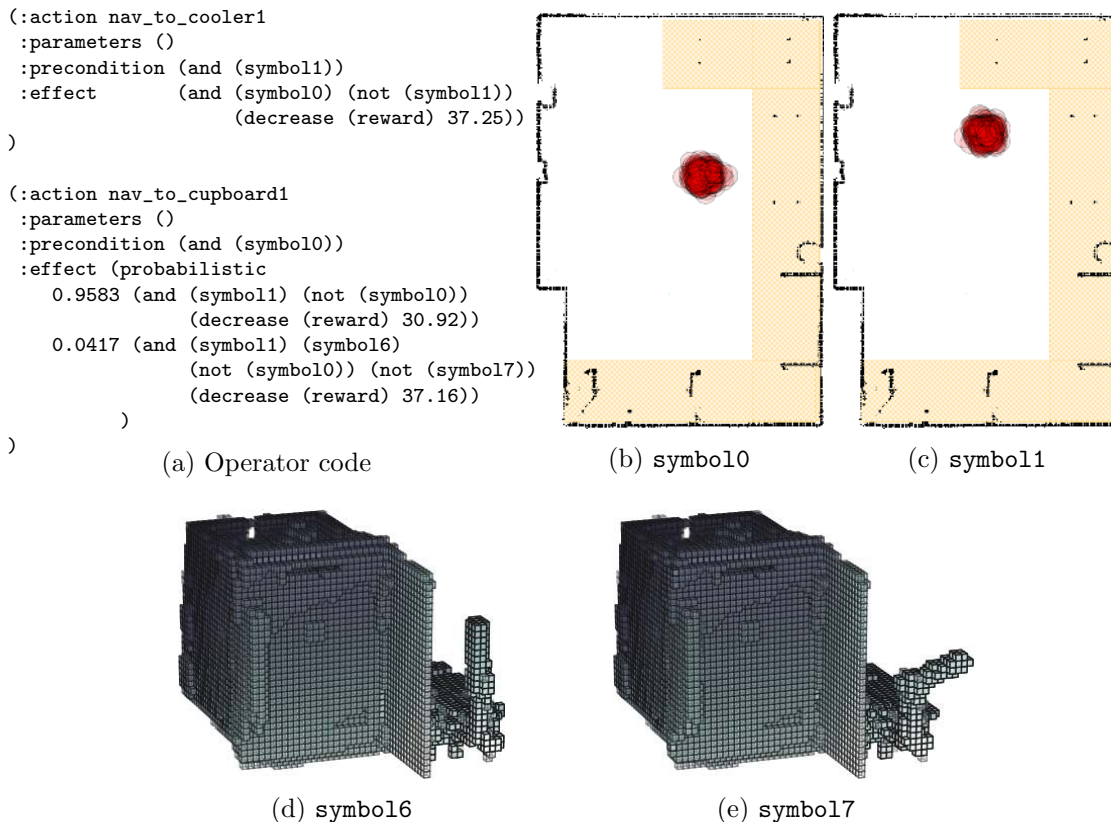 (:action nav_to_cooler1
:parameters ()
:precondition (and (symbol1))
:effect (and (symbol0) (not (symbol1))
(decrease (reward) 37.25))
)
(:action nav_to_cupboard1
:parameters ()
:precondition (and (symbol0))
:effect (probabilistic
0.9583 (and (symbol1) (not (symbol0))
(decrease (reward) 30.92))
0.0417 (and (symbol1) (symbol6)
(not (symbol0)) (not (symbol7))
(decrease (reward) 37.16))
)
)
(a) Operator code
(b) symbol0
(c) symbol1
(d) symbol6
(e) symbol7